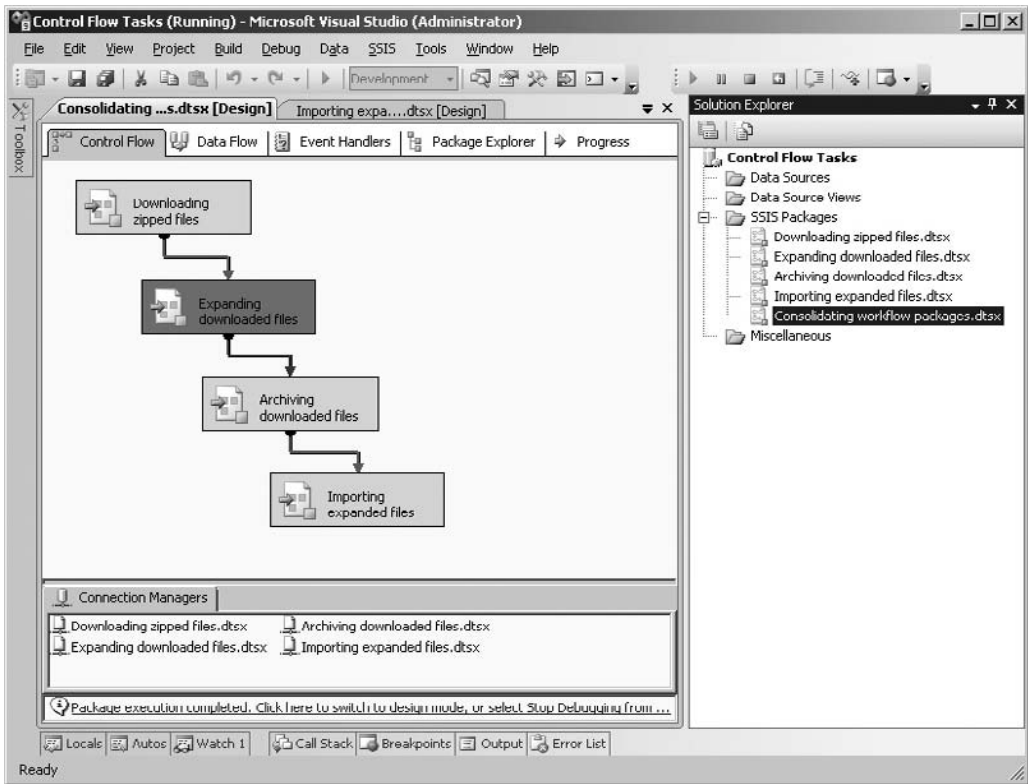 Control Flow Tasks (Running) - Microsoft Visual Studio (Administrator)
File Edit View Project Build Debug Data SSIS Tools Window Help
Development
Toolbox
Consolidating ...s.dtsx [Design] Importing expa....dtsx [Design]
Control Flow Data Flow Event Handlers Package Explorer Progress
Downloading
zipped files
Expanding
downloaded files
Archiving
downloaded files
Importing
expanded files
Connection Managers
Downloading zipped files.dtsx Archiving downloaded files.dtsx
Expanding downloaded files.dtsx Importing expanded files.dtsx
Package execution completed. Click here to switch to design mode, or select Stop Debugging from ...
Solution Explorer
Control Flow Tasks
Data Sources
Data Source Views
SSIS Packages
Downloading zipped files.dtsx
Expanding downloaded files.dtsx
Archiving downloaded files.dtsx
Importing expanded files.dtsx
Consolidating workflow packages.dtsx
Miscellaneous
Locals Autos Watch 1 Call Stack Breakpoints Output Error List
Ready